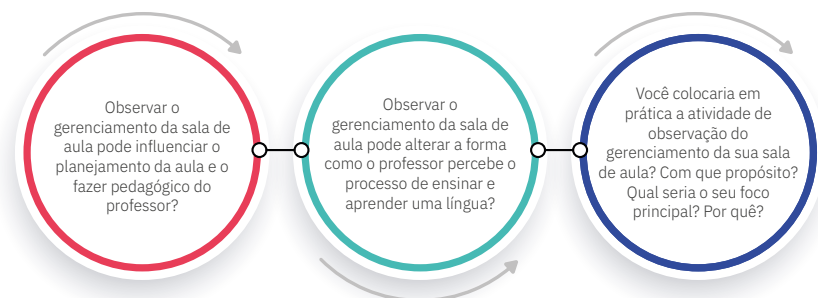 Observar o
gerenciamento da sala de
aula pode influenciar o
planejamento da aula e o
fazer pedagógico do
professor?
Observar o
gerenciamento da sala de
aula pode alterar a forma
como o professor percebe o
processo de ensinar e
aprender uma língua?
Você colocaria em
prática a atividade de
observação do
gerenciamento da sua sala
de aula? Com que propósito?
Qual seria o seu foco
principal? Por quê?